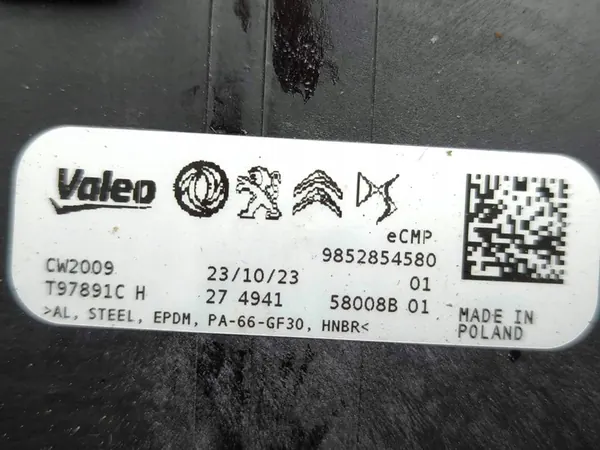 Valeo DS
eCMP
9852854580
CW2009 23/10/23 01
T97891C H 27 4941 58008B 01
>AL, STEEL, EPDM, PA-66-GF30, HNBR<
MADE IN
POLAND